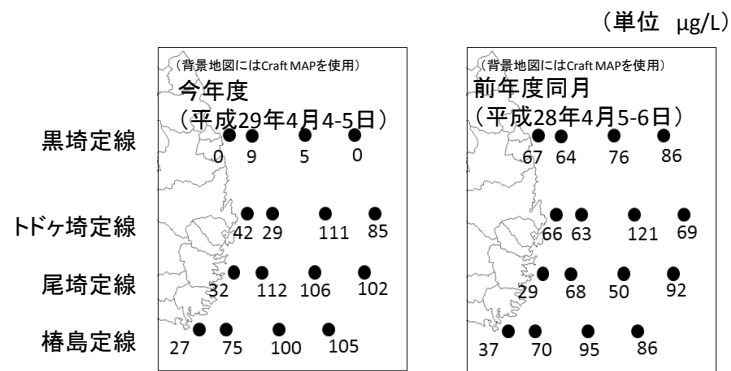 （単位　μg/L）
（背景地図にはCraft MAPを使用）
今年度
（平成29年4月4-5日）
（背景地図にはCraft MAPを使用）
前年度同月
（平成28年4月5-6日）
黒埼定線
0 9 5 0
67 64 76 86
トドヶ埼定線
42 29 111 85
66 63 121 69
尾埼定線
32 112 106 102
29 68 50 92
椿島定線
27 75 100 105
37 70 95 86